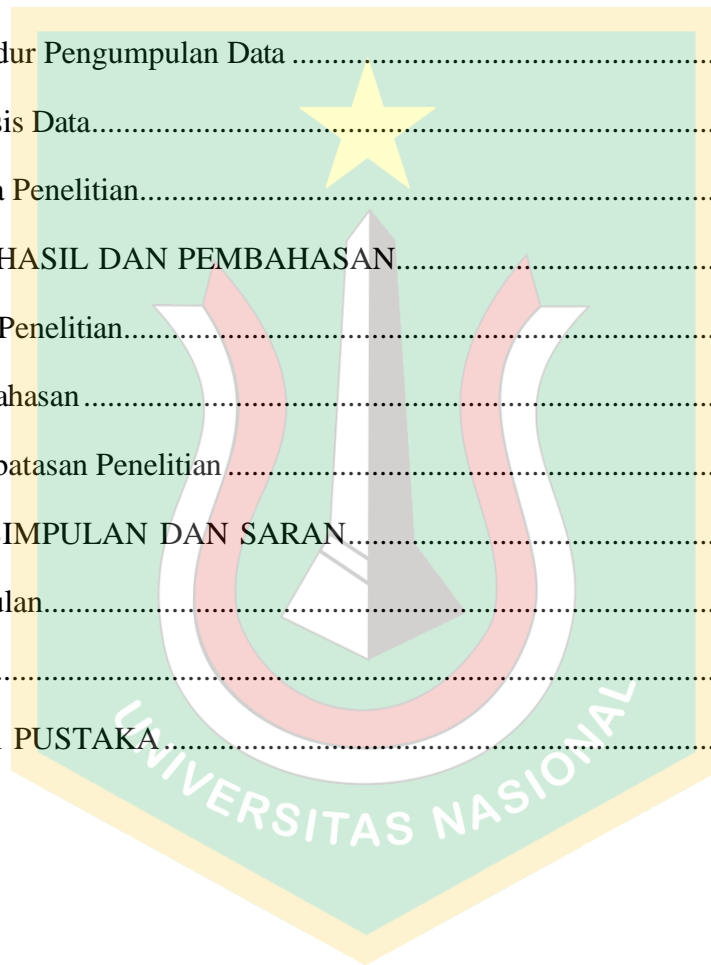 dur Pengumpulan Data ......................................................
sis Data...............................................................................
a Penelitian.........................................................................
HASIL DAN PEMBAHASAN..........................................
Penelitian...........................................................................
ahasan ................................................................................
batasan Penelitian ..............................................................
SIMPULAN DAN SARAN................................................
ulan.....................................................................................
...........................................................................................
PUSTAKA ......................................................................
UNIVERSITAS NASIONAL